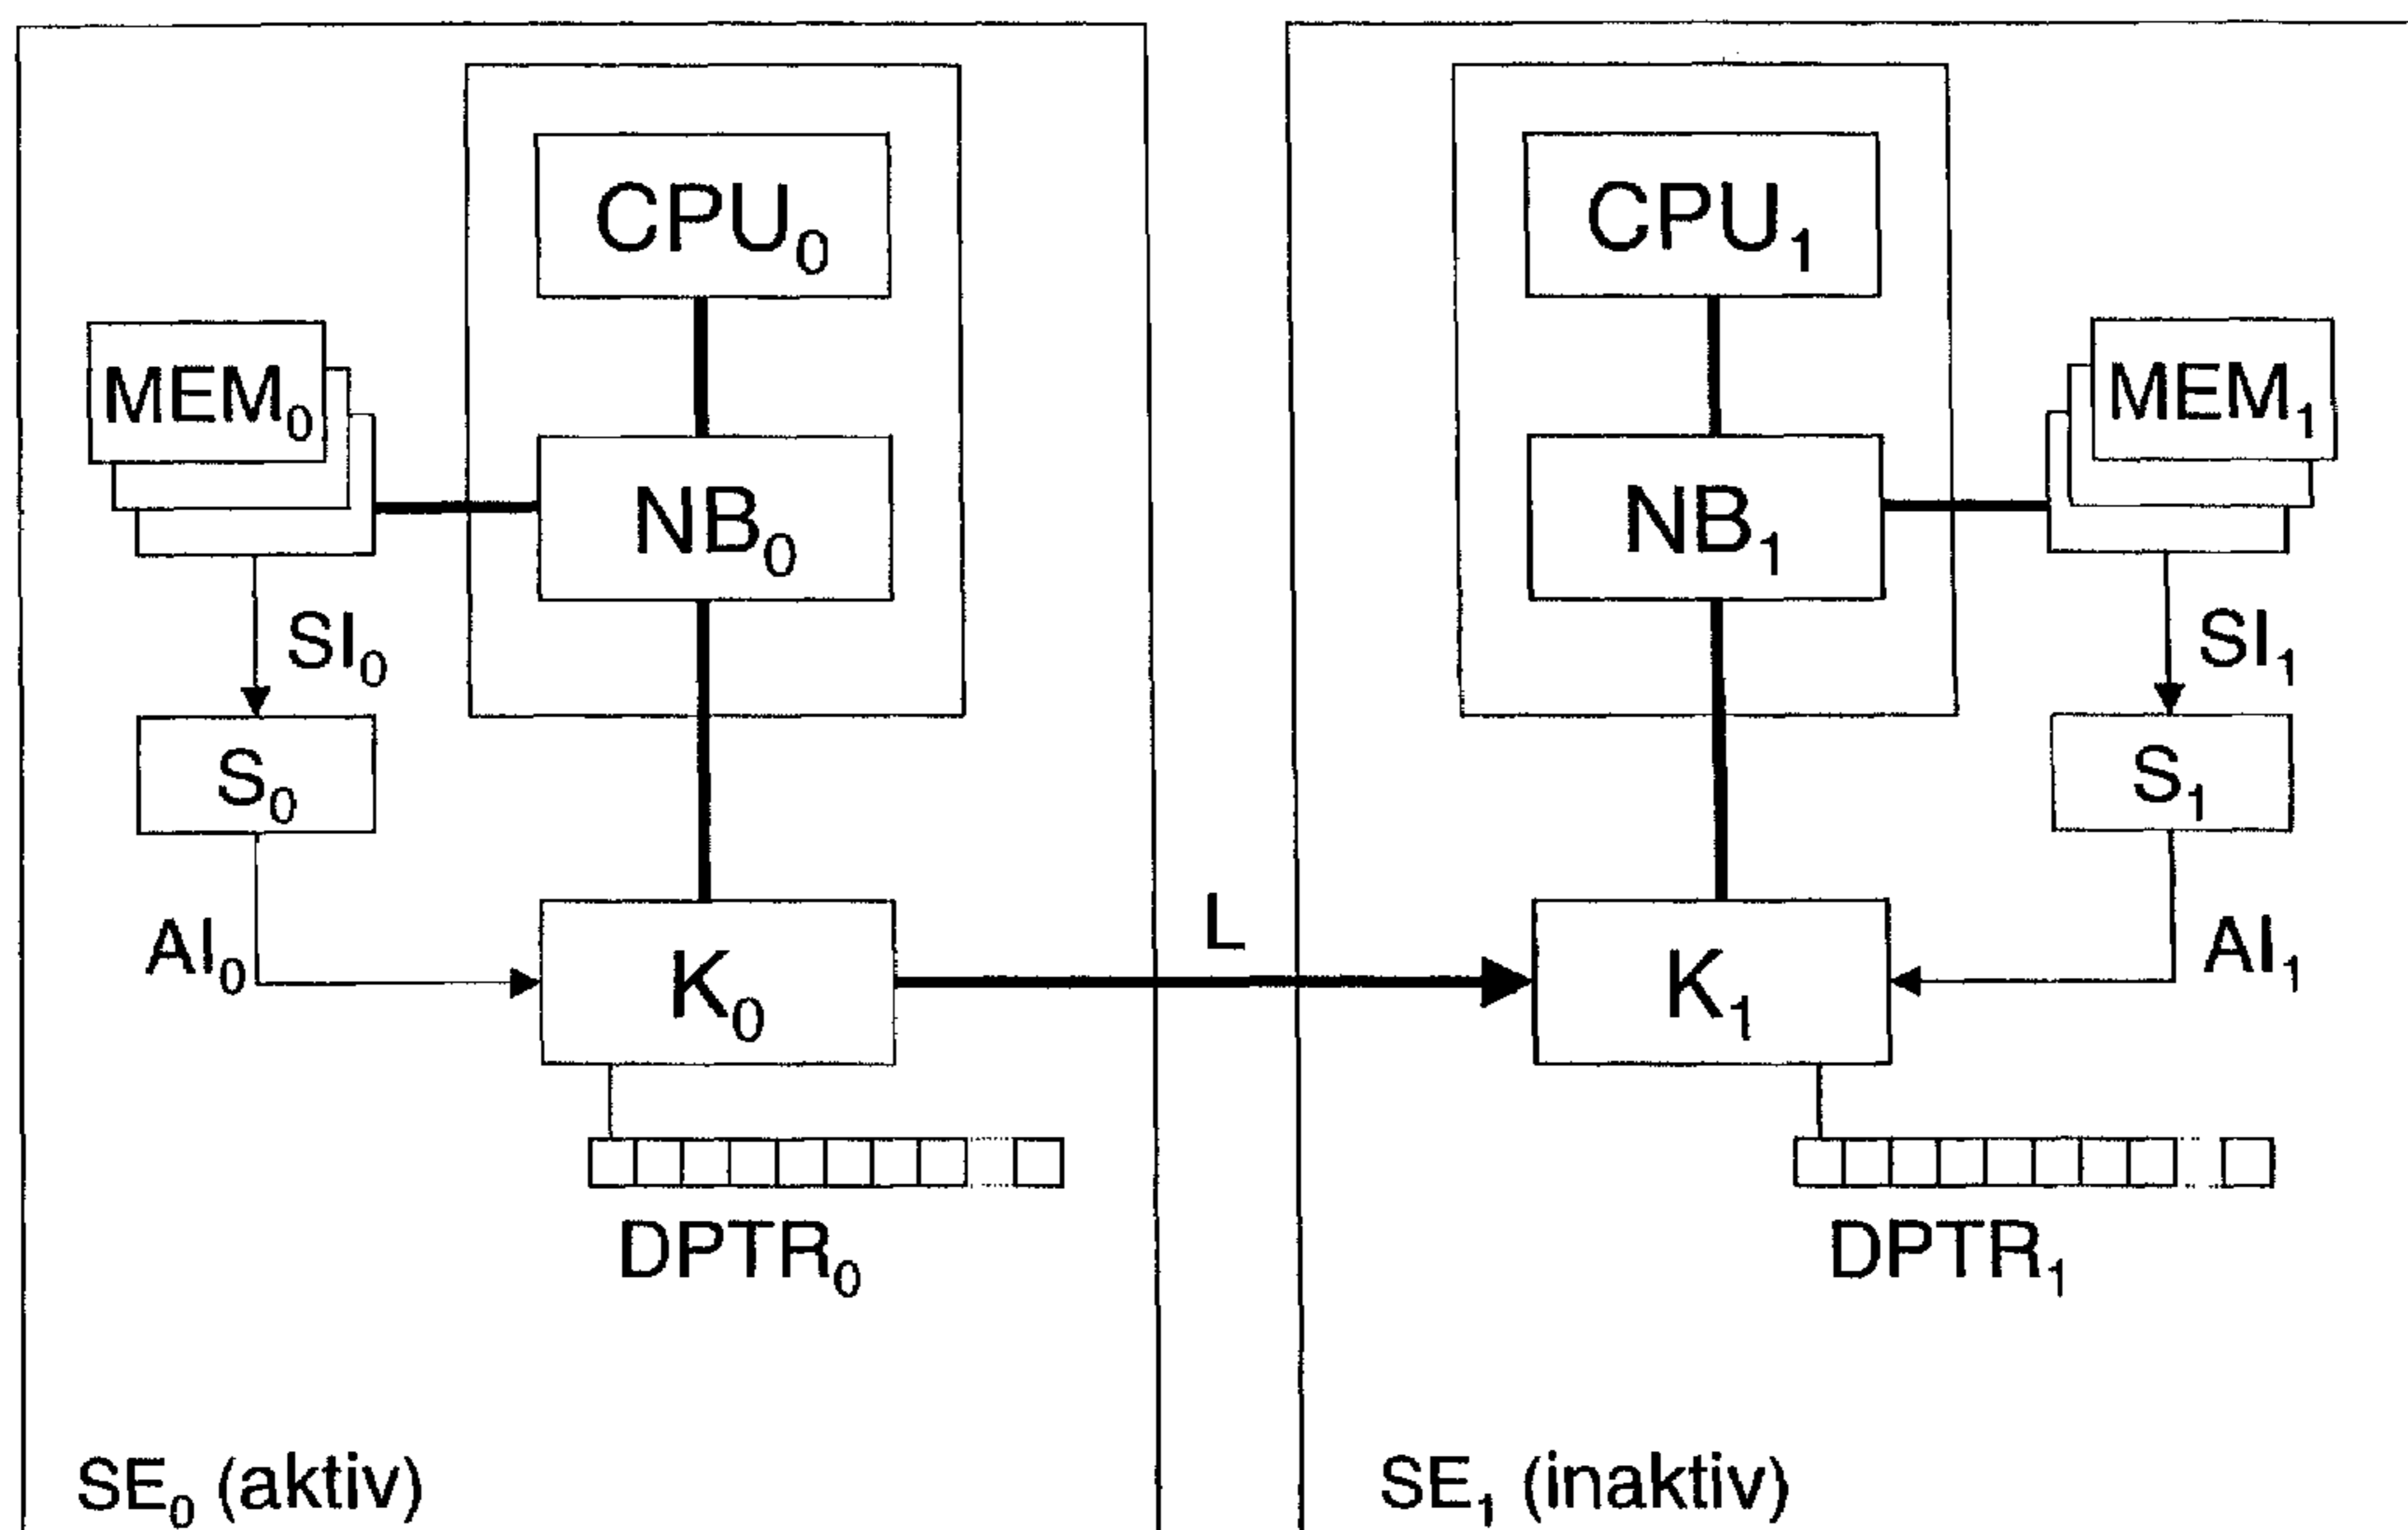 CPU₀
MEM₀
NB₀
SI₀
S₀
AI₀
K₀
DPTR₀
SE₀ (aktiv)
L
CPU₁
MEM₁
NB₁
SI₁
S₁
AI₁
K₁
DPTR₁
SE₁ (inaktiv)